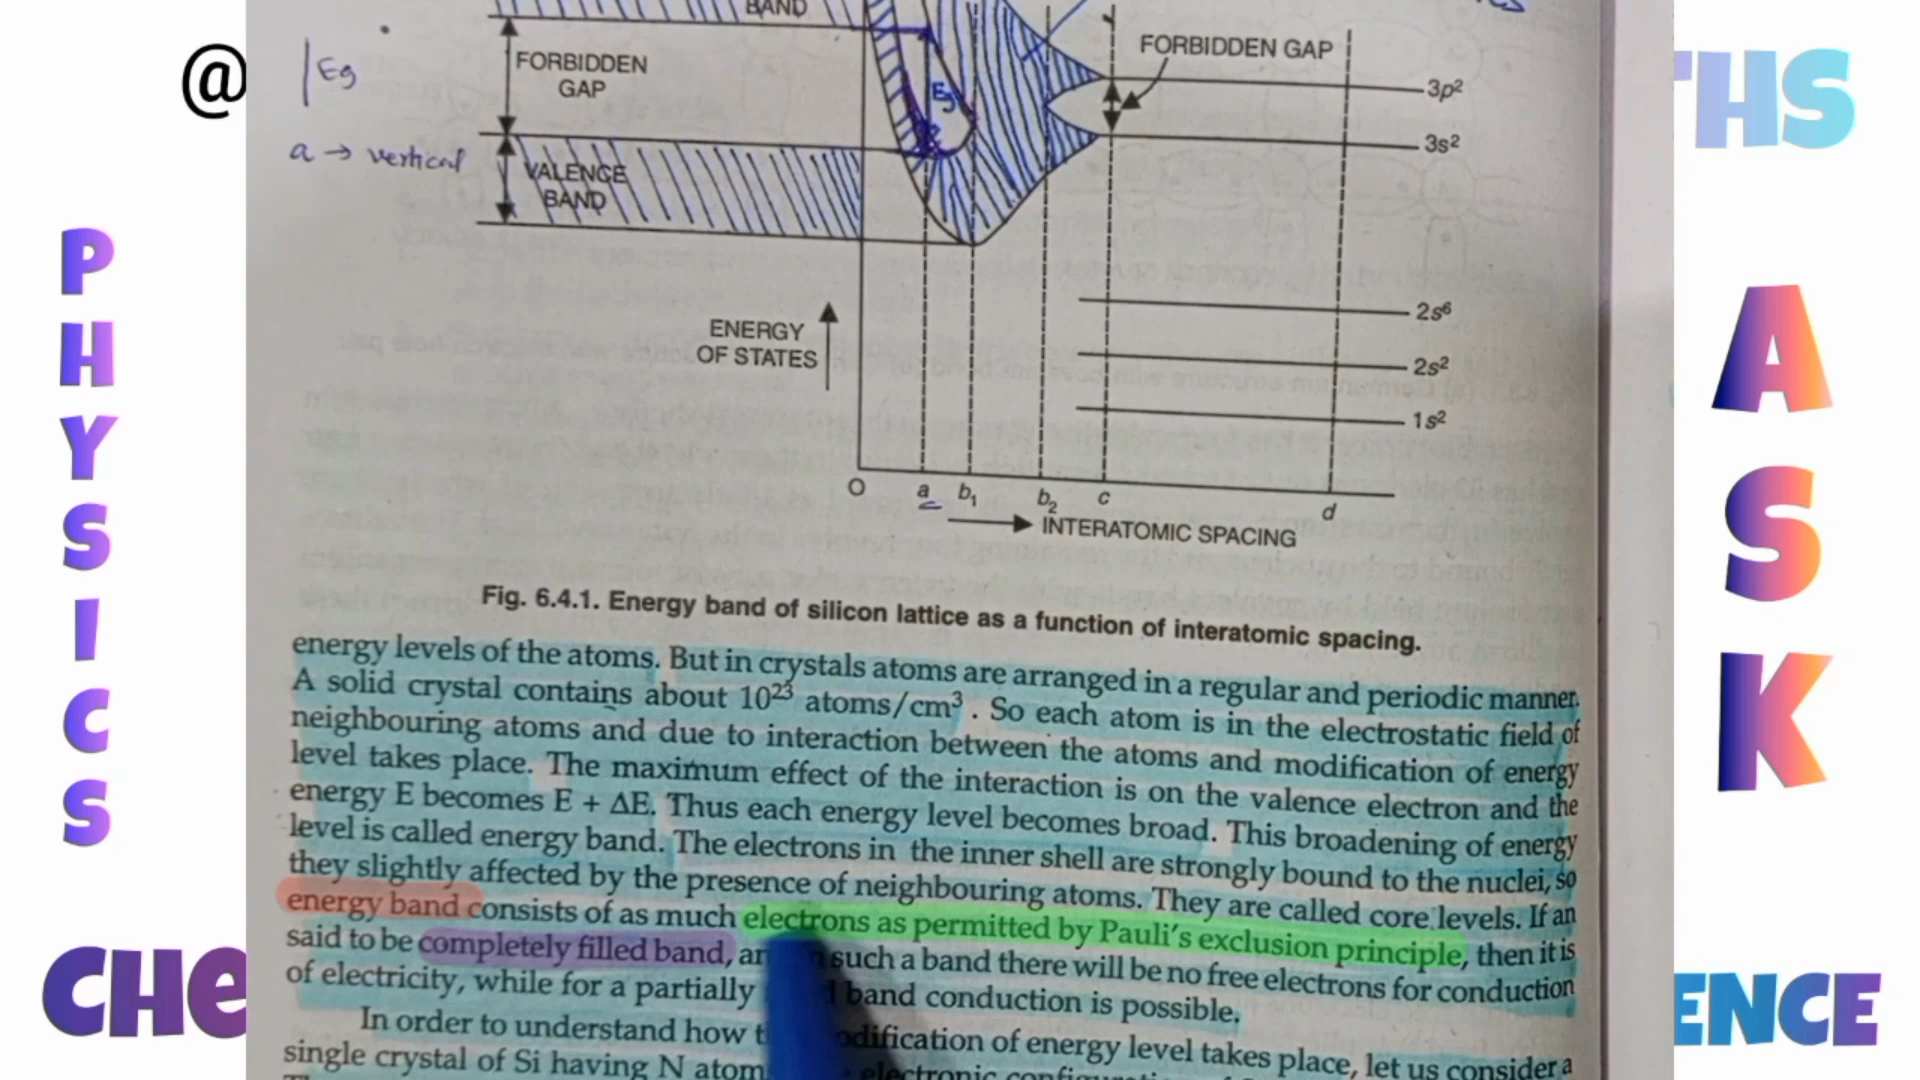 BAND
FORBIDDEN GAP
@
THS
|Eg
FORBIDDEN
GAP
Eg
3p²
3s²
a → vertical
VALENCE
BAND
PHYSICS
ASK
2s⁶
ENERGY
OF STATES
2s²
1s²
O a b₁ b₂ c d
INTERATOMIC SPACING
Fig. 6.4.1. Energy band of silicon lattice as a function of interatomic spacing.
energy levels of the atoms. But in crystals atoms are arranged in a regular and periodic manner.
A solid crystal contains about 10²³ atoms/cm³. So each atom is in the electrostatic field of
neighbouring atoms and due to interaction between the atoms and modification of energy
level takes place. The maximum effect of the interaction is on the valence electron and the
energy E becomes E + ΔE. Thus each energy level becomes broad. This broadening of energy
level is called energy band. The electrons in the inner shell are strongly bound to the nuclei, so
they slightly affected by the presence of neighbouring atoms. They are called core levels. If an
energy band consists of as much electrons as permitted by Pauli's exclusion principle, then it is
said to be completely filled band, such a band there will be no free electrons for conduction
of electricity, while for a partially band conduction is possible.
In order to understand how modification of energy level takes place, let us consider a
single crystal of Si having N atom electronic
CHe
ENCE